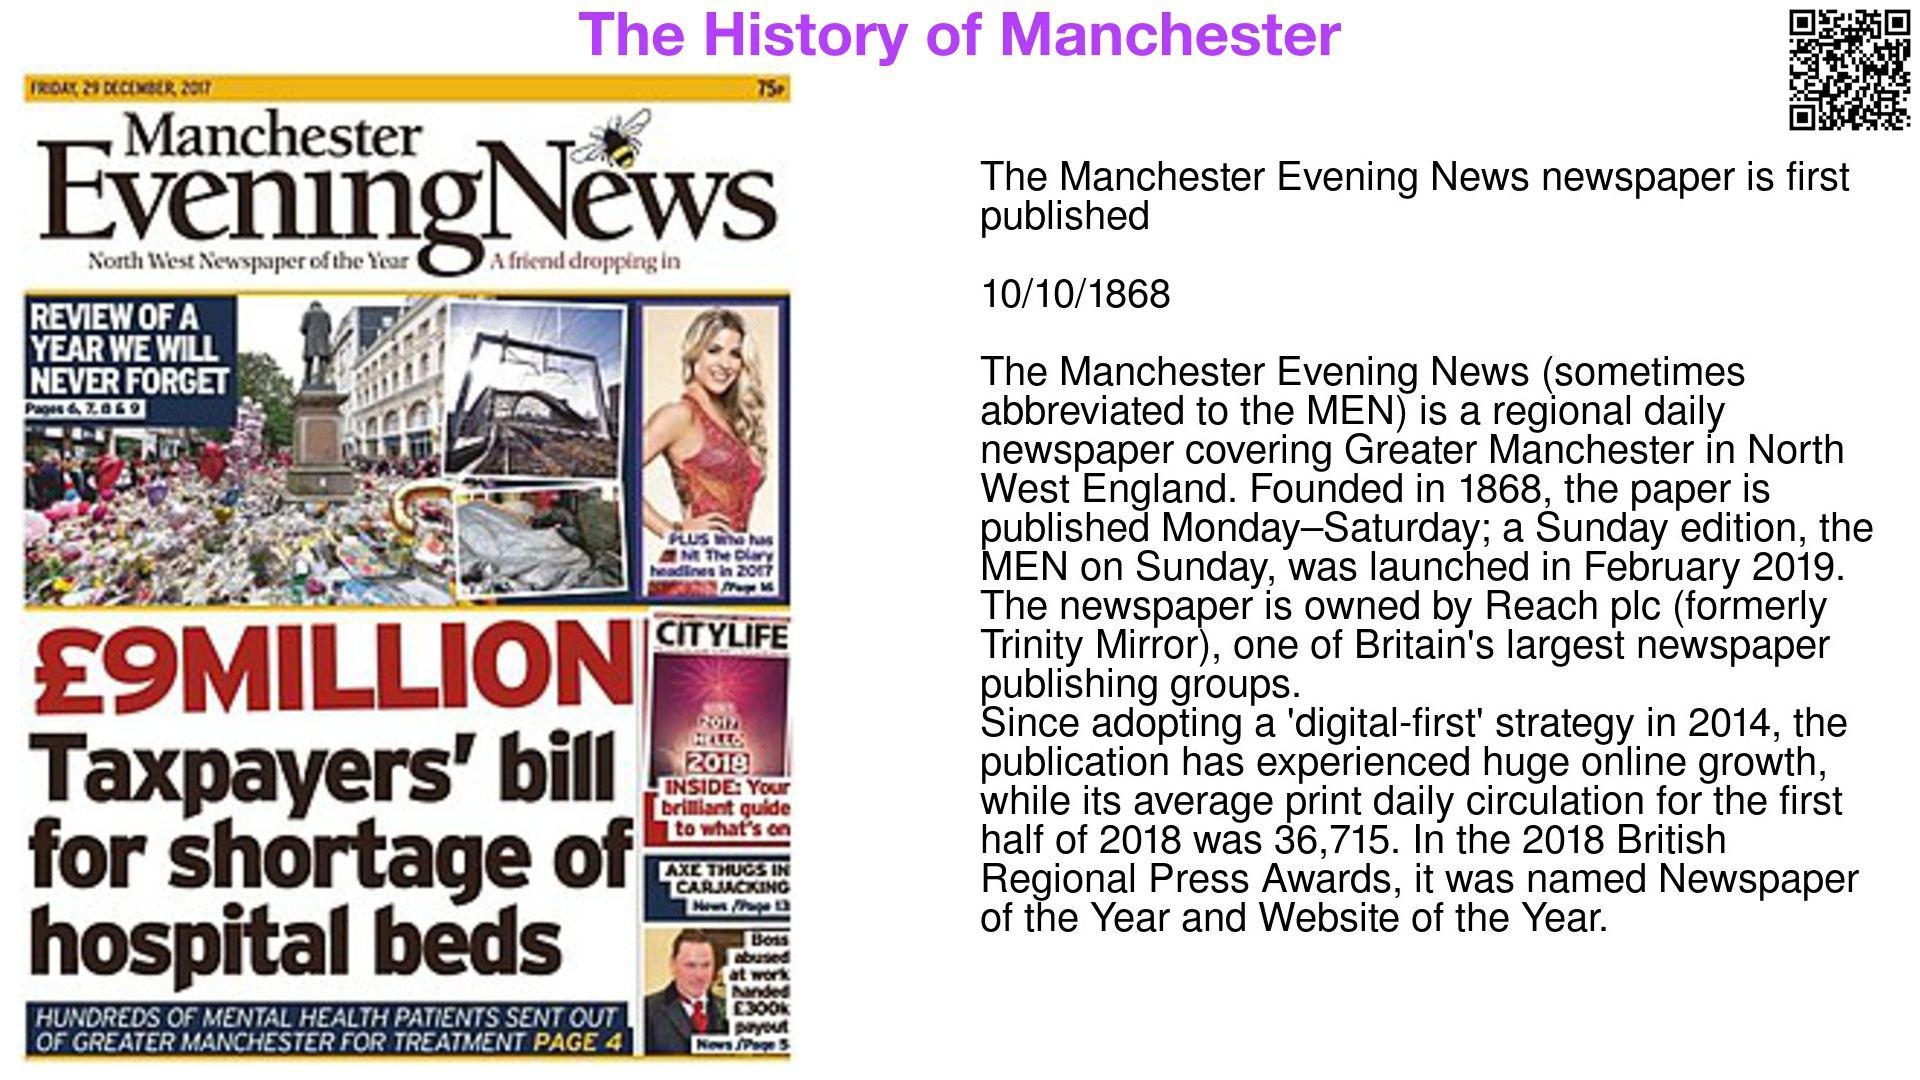 The History of Manchester
FRIDAY, 29 DECEMBER, 2017
75P
Manchester
Evening News
North West Newspaper of the Year
A friend dropping in
REVIEW OF A
YEAR WE WILL
NEVER FORGET
Pages 6, 7, 8 & 9
PLUS Who has
hit The Diary
headlines in 2017
/Page 16
£9MILLION
Taxpayers' bill
for shortage of
hospital beds
HUNDREDS OF MENTAL HEALTH PATIENTS SENT OUT
OF GREATER MANCHESTER FOR TREATMENT PAGE 4
CITYLIFE
2017
HELLO
2018
INSIDE: Your
brilliant guide
to what's on
AXE THUGS IN
CARJACKING
News /Page 13
Boss
abused
at work
handed
£300k
payout
News /Page 5
The Manchester Evening News newspaper is first
published
10/10/1868
The Manchester Evening News (sometimes
abbreviated to the MEN) is a regional daily
newspaper covering Greater Manchester in North
West England. Founded in 1868, the paper is
published Monday–Saturday; a Sunday edition, the
MEN on Sunday, was launched in February 2019.
The newspaper is owned by Reach plc (formerly
Trinity Mirror), one of Britain's largest newspaper
publishing groups.
Since adopting a 'digital-first' strategy in 2014, the
publication has experienced huge online growth,
while its average print daily circulation for the first
half of 2018 was 36,715. In the 2018 British
Regional Press Awards, it was named Newspaper
of the Year and Website of the Year.